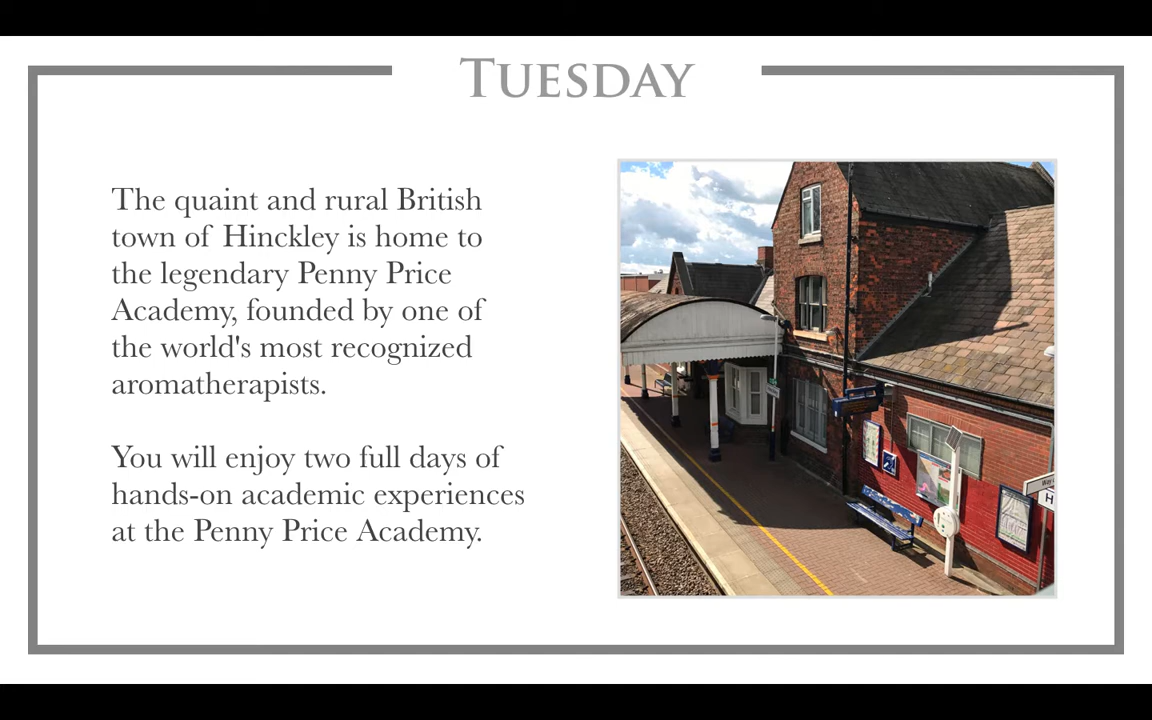 TUESDAY
The quaint and rural British
town of Hinckley is home to
the legendary Penny Price
Academy, founded by one of
the world's most recognized
aromatherapists.
You will enjoy two full days of
hands-on academic experiences
at the Penny Price Academy.